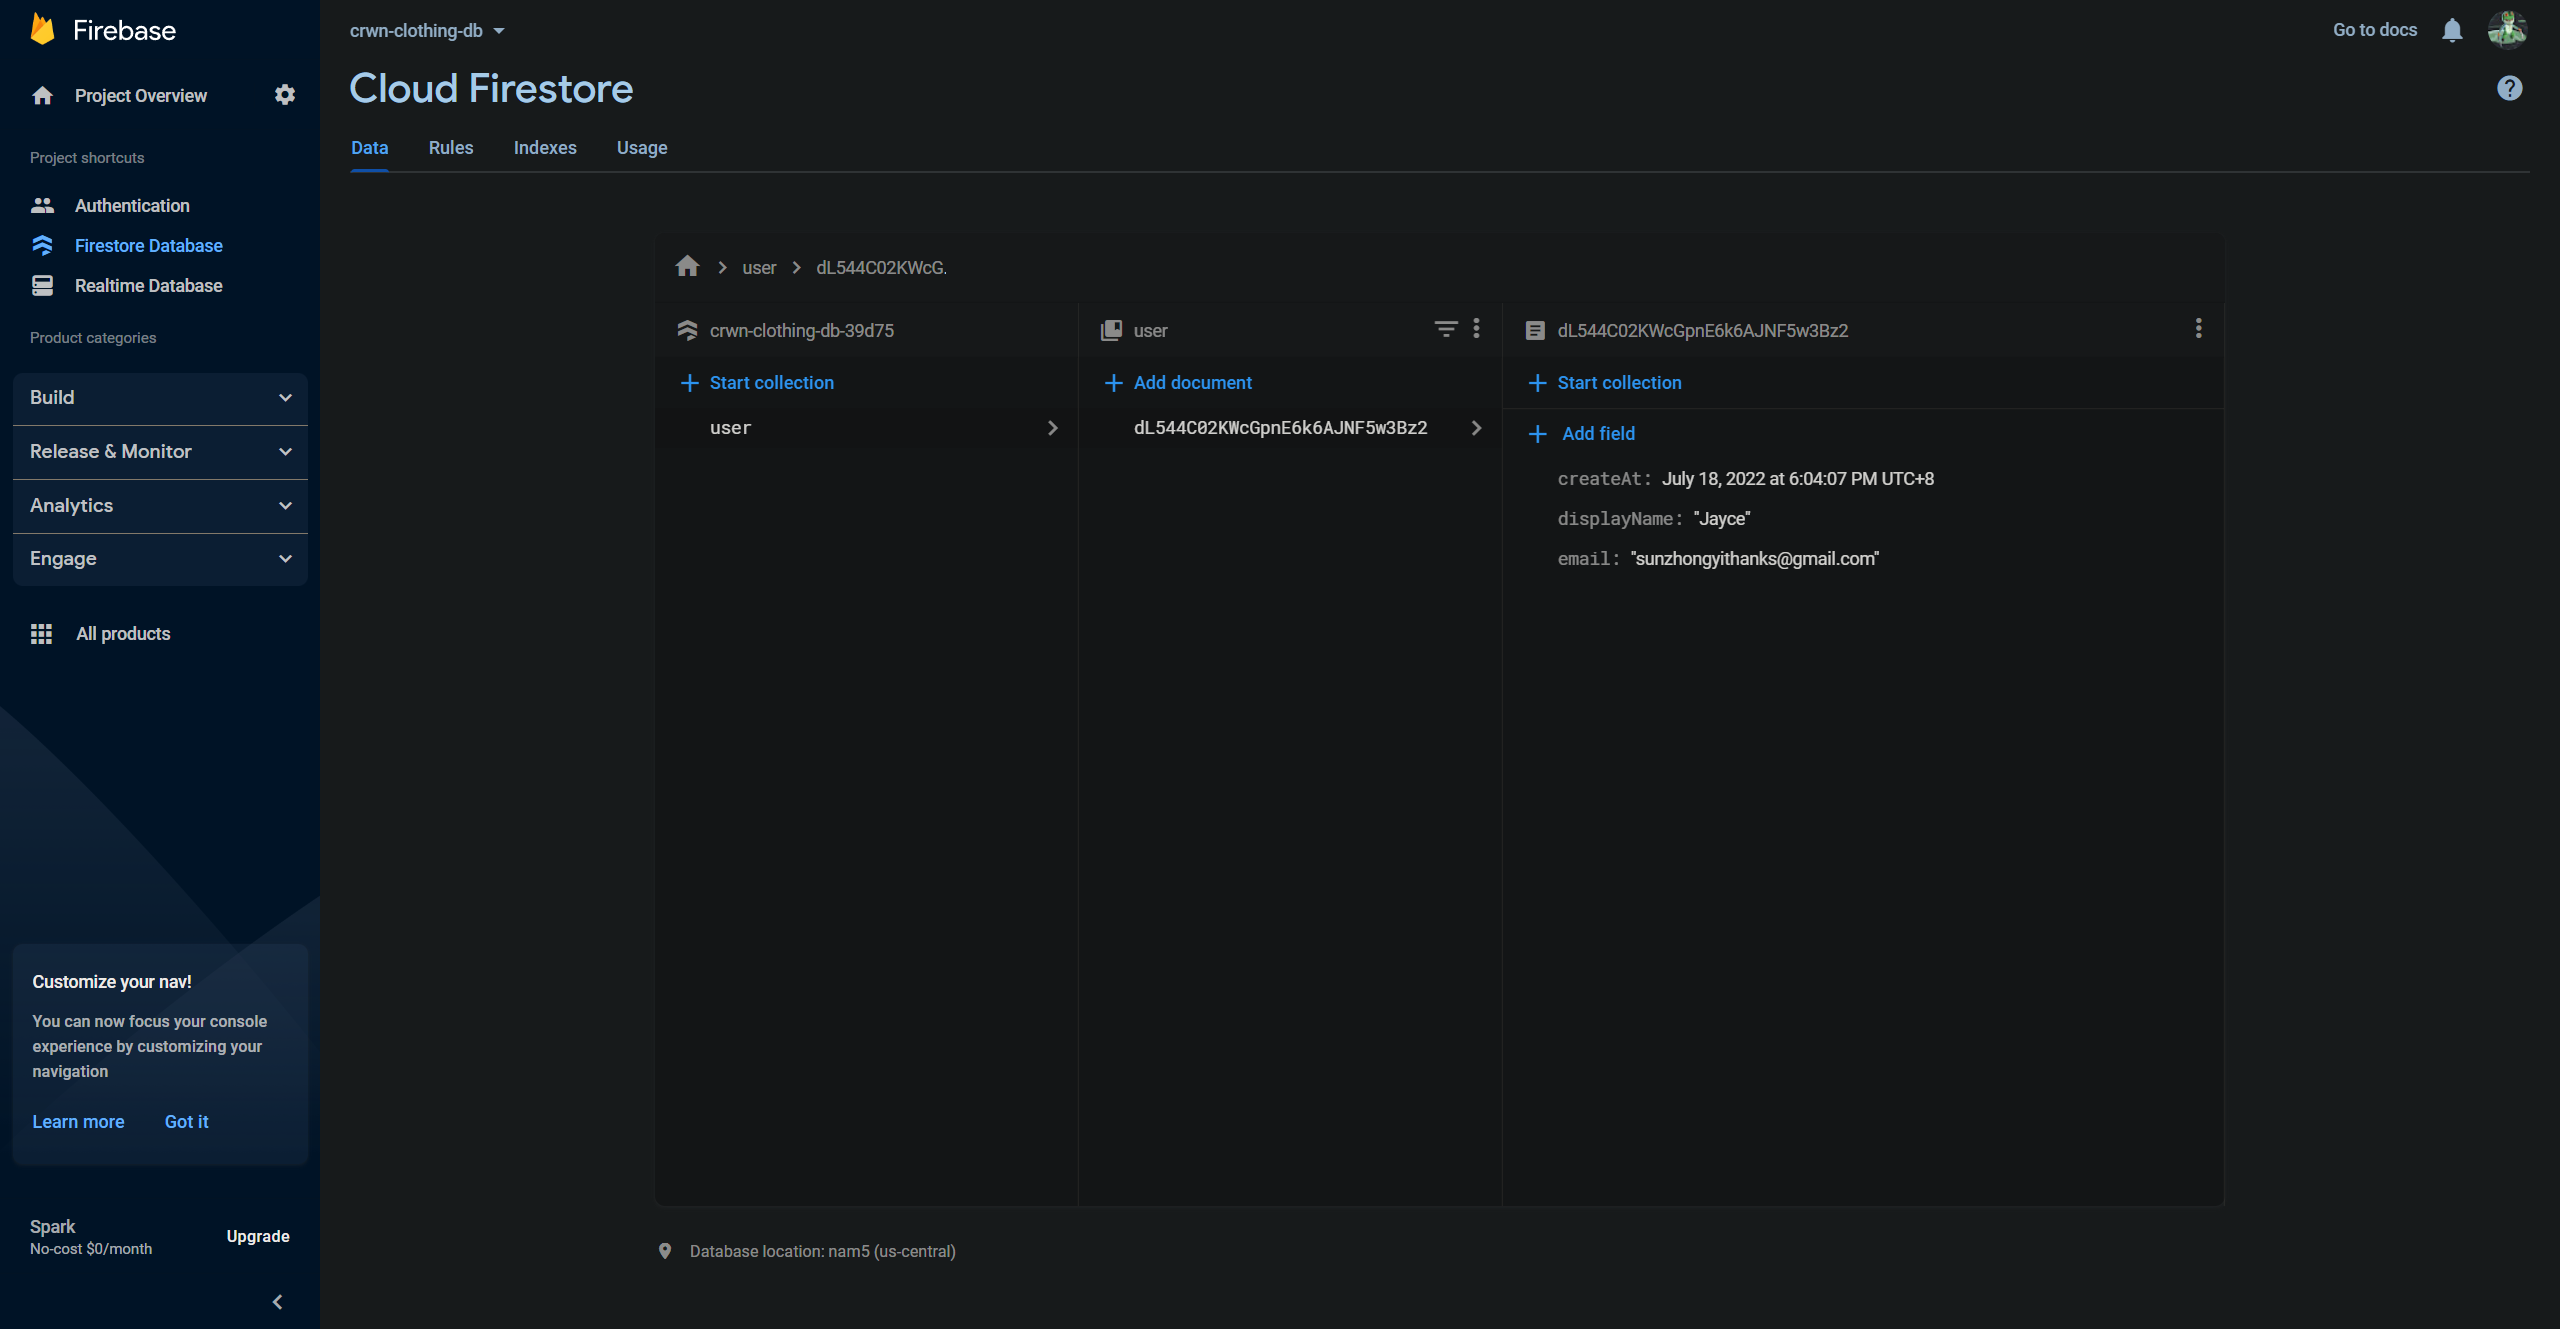 Firebase
Project Overview
Project shortcuts
Authentication
Firestore Database
Realtime Database
Product categories
Build
Release & Monitor
Analytics
Engage
All products
Customize your nav!
You can now focus your console
experience by customizing your
navigation
Learn more Got it
Spark
No-cost $0/month
Upgrade
crwn-clothing-db
Go to docs
Cloud Firestore
Data Rules Indexes Usage
user dL544C02KWcG.
crwn-clothing-db-39d75
Start collection
user
user
Add document
dL544C02KWcGpnE6k6AJNF5w3Bz2
dL544C02KWcGpnE6k6AJNF5w3Bz2
Start collection
Add field
createAt: July 18, 2022 at 6:04:07 PM UTC+8
displayName: "Jayce"
email: "sunzhongyithanks@gmail.com"
Database location: nam5 (us-central)